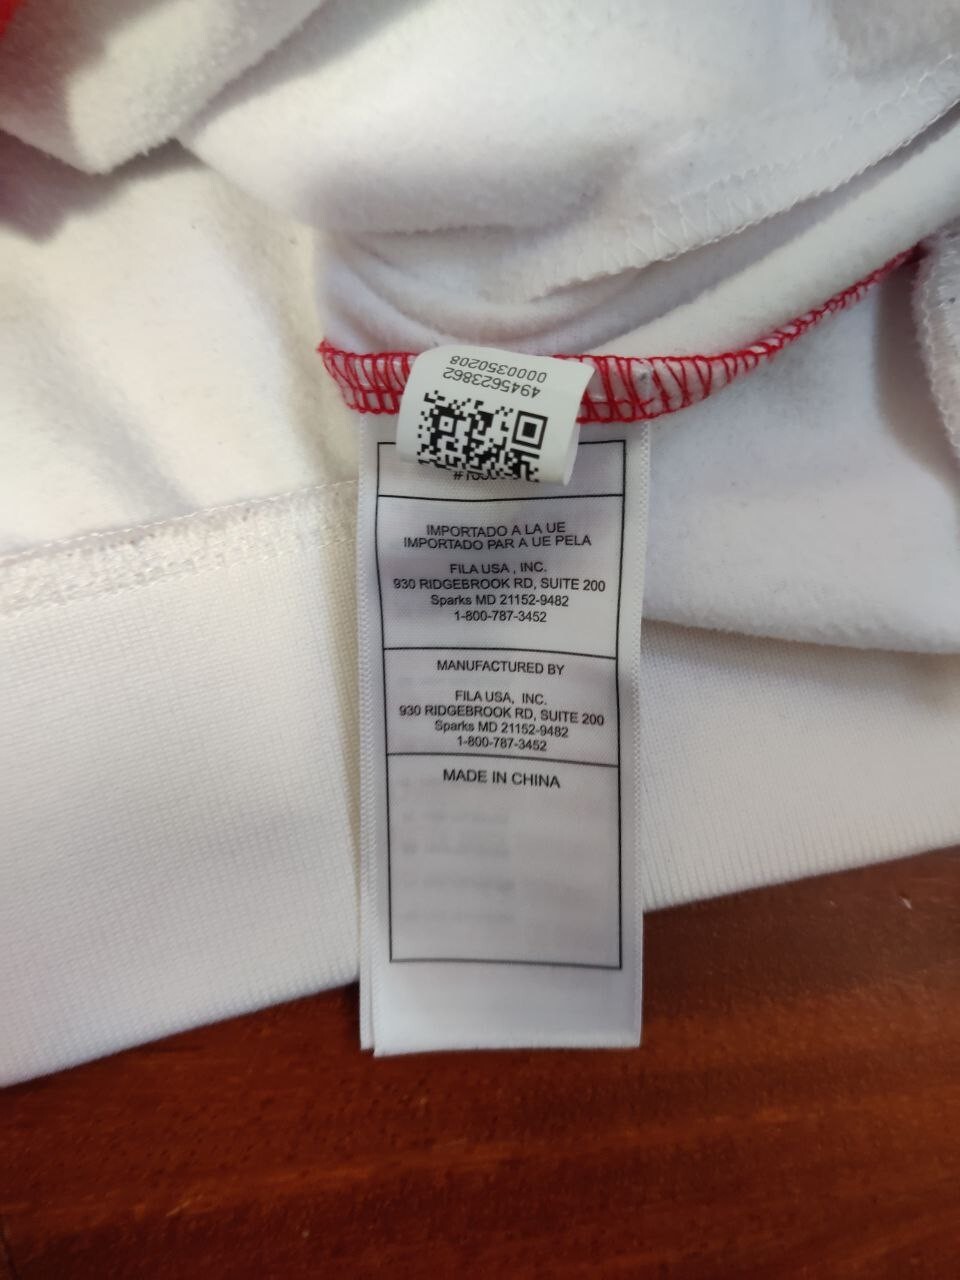 4945623862
0000350208
IMPORTADO A LA UE
IMPORTADO PAR A UE PELA
FILA USA , INC.
930 RIDGEBROOK RD, SUITE 200
Sparks MD 21152-9482
1-800-787-3452
MANUFACTURED BY
FILA USA, INC.
930 RIDGEBROOK RD, SUITE 200
Sparks MD 21152-9482
1-800-787-3452
MADE IN CHINA